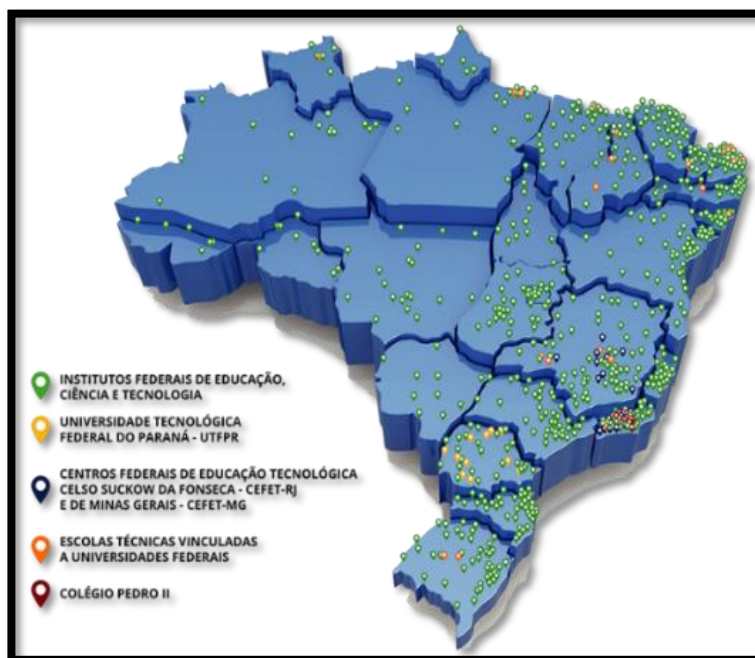 INSTITUTOS FEDERAIS DE EDUCAÇÃO,
CIÊNCIA E TECNOLOGIA
UNIVERSIDADE TECNOLÓGICA
FEDERAL DO PARANÁ - UTFPR
CENTROS FEDERAIS DE EDUCAÇÃO TECNOLÓGICA
CELSO SUCKOW DA FONSECA - CEFET-RJ
E DE MINAS GERAIS - CEFET-MG
ESCOLAS TÉCNICAS VINCULADAS
A UNIVERSIDADES FEDERAIS
COLÉGIO PEDRO II